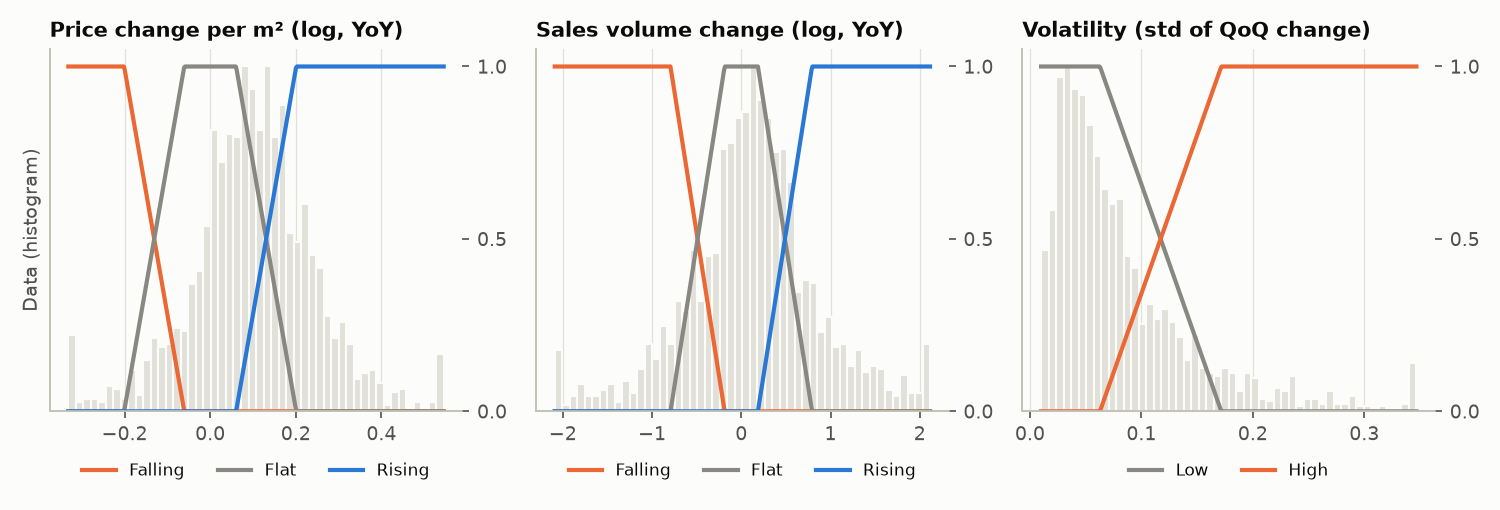 Price change per m² (log, YoY)
Sales volume change (log, YoY)
Volatility (std of QoQ change)
Data (histogram)
1.0
0.5
0.0
−0.2 0.0 0.2 0.4
1.0
0.5
0.0
−2 −1 0 1 2
1.0
0.5
0.0
0.0 0.1 0.2 0.3
Falling Flat Rising
Falling Flat Rising
Low High